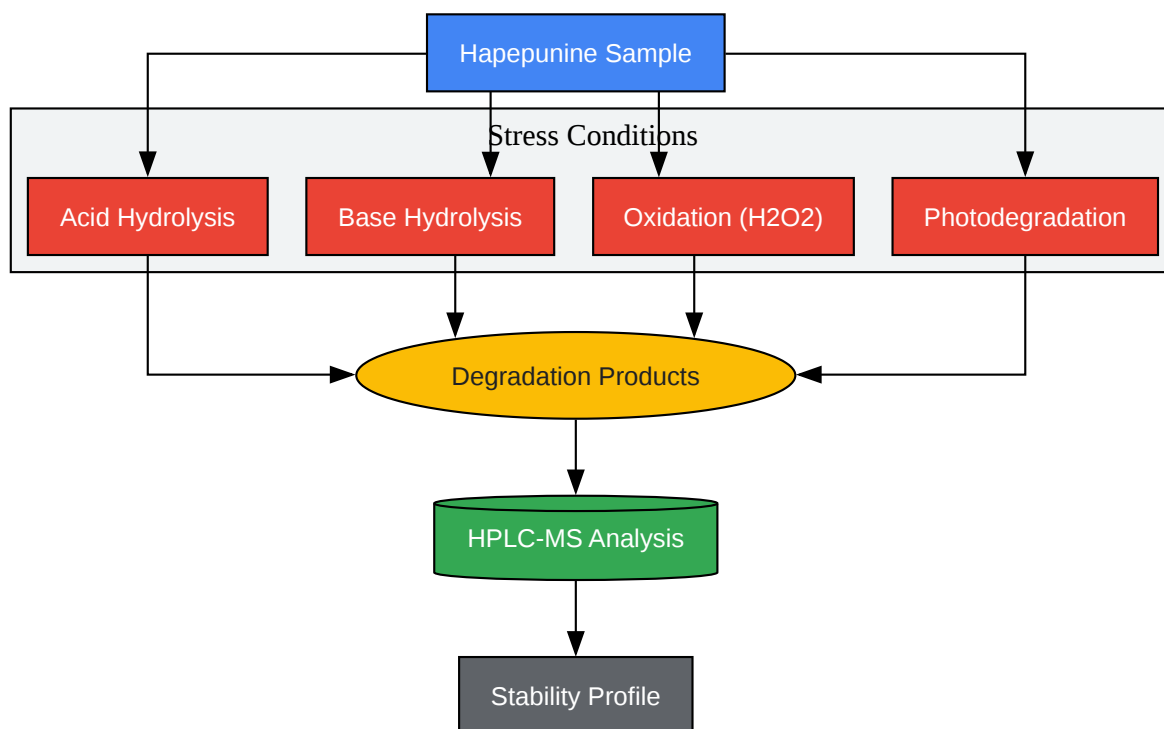 Hapepunine Sample
Stress Conditions
Acid Hydrolysis
Base Hydrolysis
Oxidation (H2O2)
Photodegradation
Degradation Products
HPLC-MS Analysis
Stability Profile